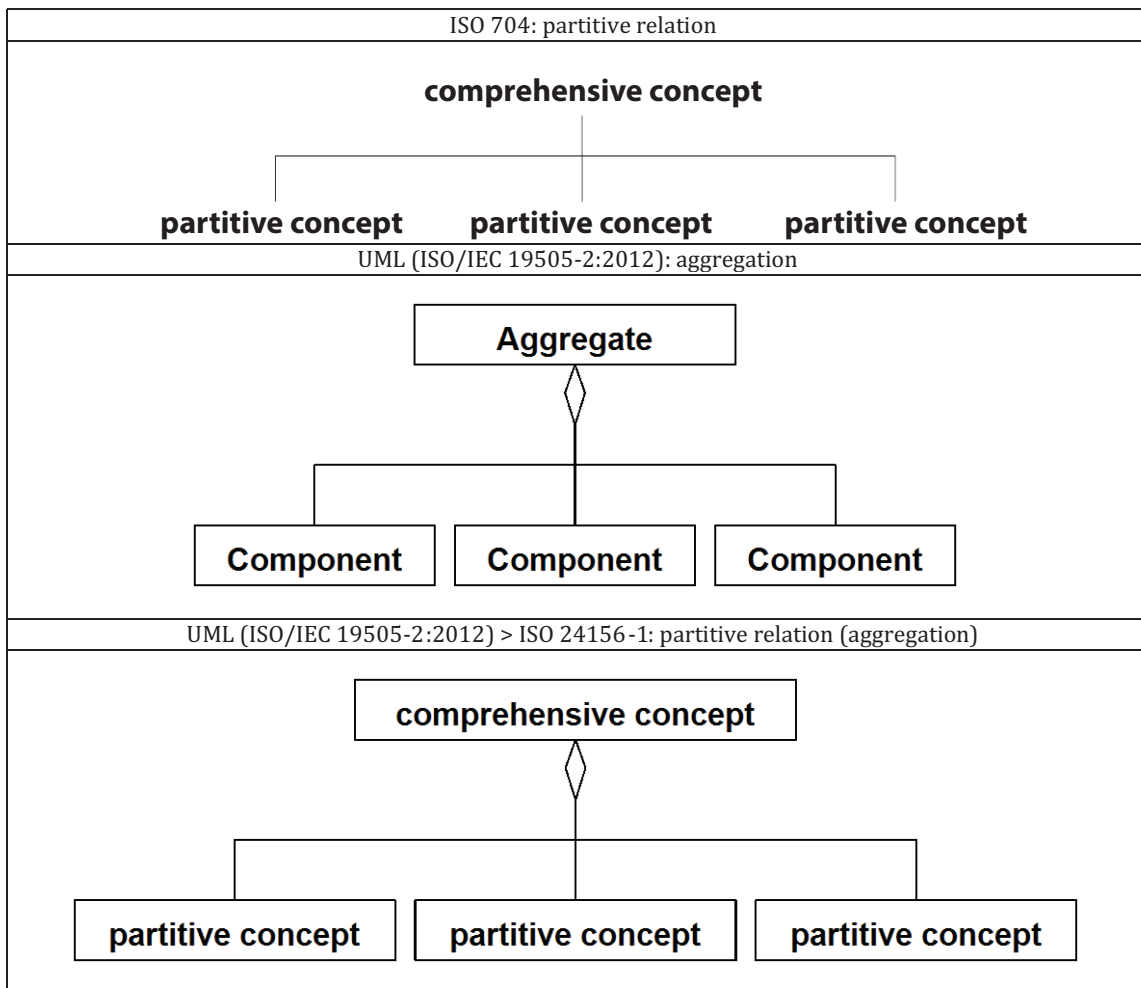 ISO 704: partitive relation
comprehensive concept
partitive concept partitive concept partitive concept
UML (ISO/IEC 19505-2:2012): aggregation
Aggregate
Component Component Component
UML (ISO/IEC 19505-2:2012) > ISO 24156-1: partitive relation (aggregation)
comprehensive concept
partitive concept partitive concept partitive concept